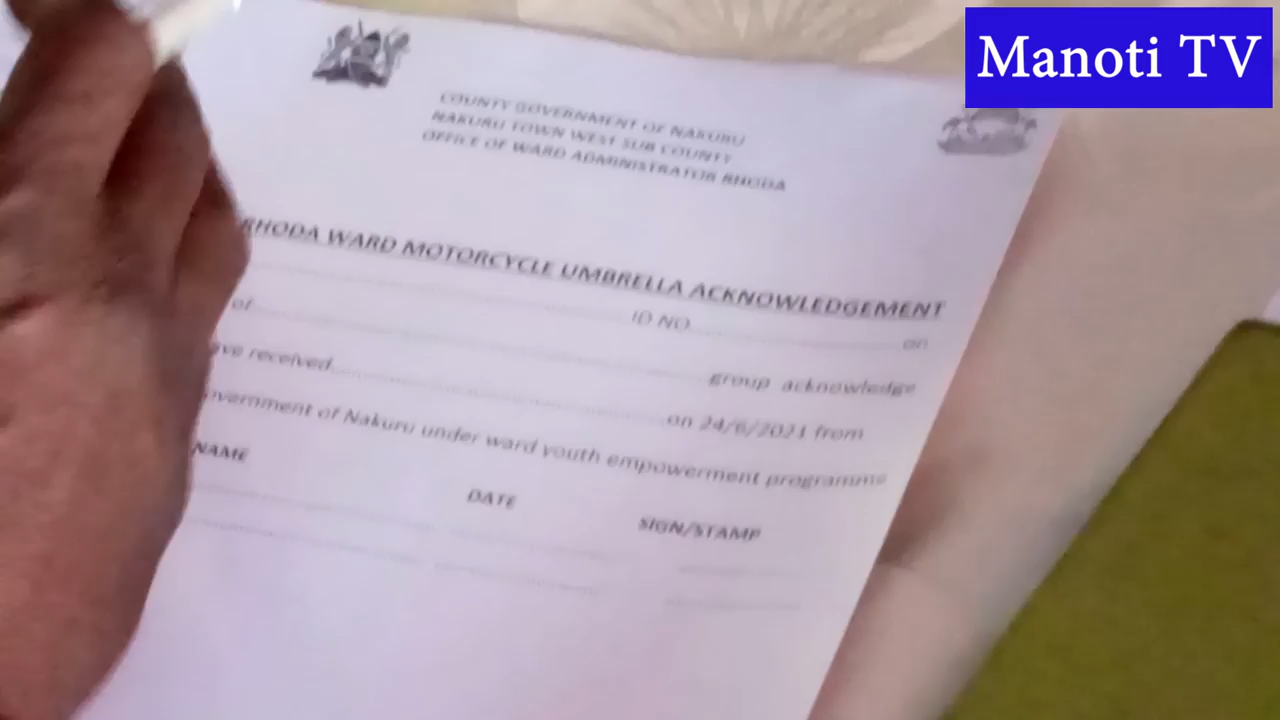 Manoti TV
COUNTY GOVERNMENT OF NAKURU
NAKURU TOWN WEST SUB COUNTY
OFFICE OF WARD ADMINISTRATOR RHODA
RHODA WARD MOTORCYCLE UMBRELLA ACKNOWLEDGEMENT
ID NO on
of group acknowledge
ve received on 24/6/2021 from
vernment of Nakuru under ward youth empowerment programme
NAME DATE SIGN/STAMP